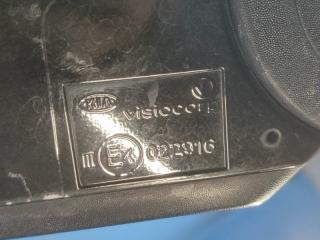 KIA visiocorp
III E4 022916